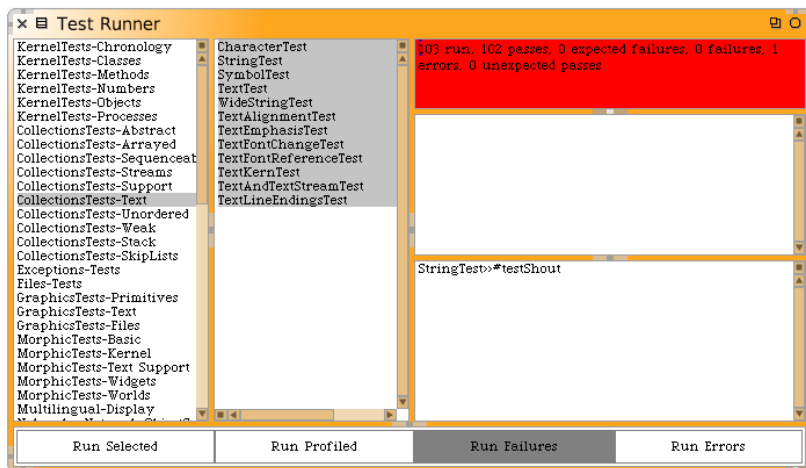 Test Runner
KernelTests-Chronology
KernelTests-Classes
KernelTests-Methods
KernelTests-Numbers
KernelTests-Objects
KernelTests-Processes
CollectionsTests-Abstract
CollectionsTests-Arrayed
CollectionsTests-Sequenceab
CollectionsTests-Streams
CollectionsTests-Support
CollectionsTests-Text
CollectionsTests-Unordered
CollectionsTests-Weak
CollectionsTests-Stack
CollectionsTests-SkipLists
Exceptions-Tests
Files-Tests
GraphicsTests-Primitives
GraphicsTests-Text
GraphicsTests-Files
MorphicTests-Basic
MorphicTests-Kernel
MorphicTests-Text Support
MorphicTests-Widgets
MorphicTests-Worlds
Multilingual-Display
CharacterTest
StringTest
SymbolTest
TextTest
WideStringTest
TextAlignmentTest
TextEmphasisTest
TextFontChangeTest
TextFontReferenceTest
TextKernTest
TextAndTextStreamTest
TextLineEndingsTest
103 run, 102 passes, 0 expected failures, 0 failures, 1
errors, 0 unexpected passes
StringTest>>#testShout
Run Selected
Run Profiled
Run Failures
Run Errors